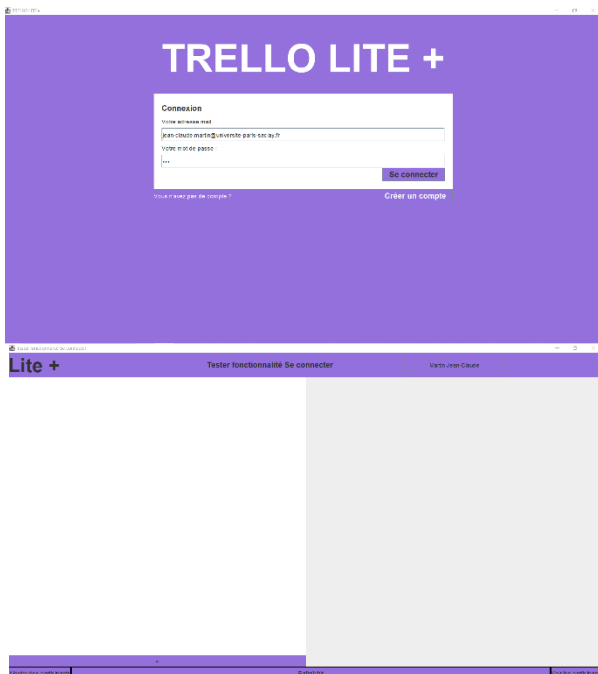 TRELLO LITE +
Connexion
Votre adresse mail
jean-claude.martin@universite-paris-saclay.fr
Votre mot de passe :
•••
Se connecter
Vous n'avez pas de compte ?
Créer un compte
Lite +
Tester fonctionnalité Se connecter
Martin Jean-Claude
+